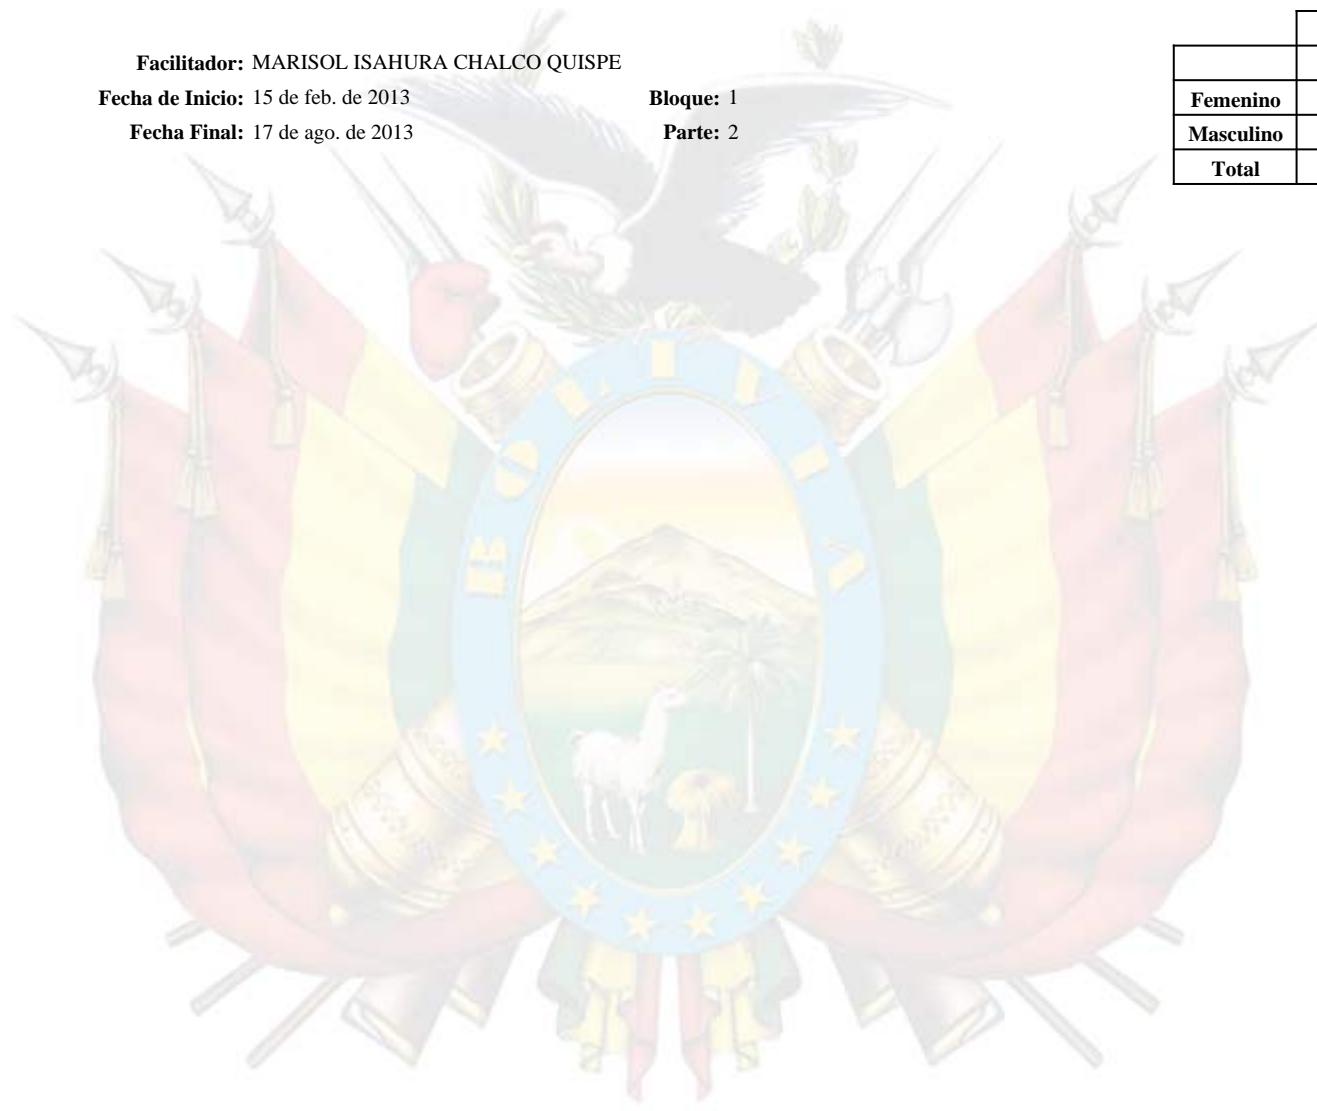 Facilitador: MARISOL ISAHURA CHALCO QUISPE
Fecha de Inicio: 15 de feb. de 2013 Bloque: 1
Fecha Final: 17 de ago. de 2013 Parte: 2
Femenino
Masculino
Total
BOLIVIA